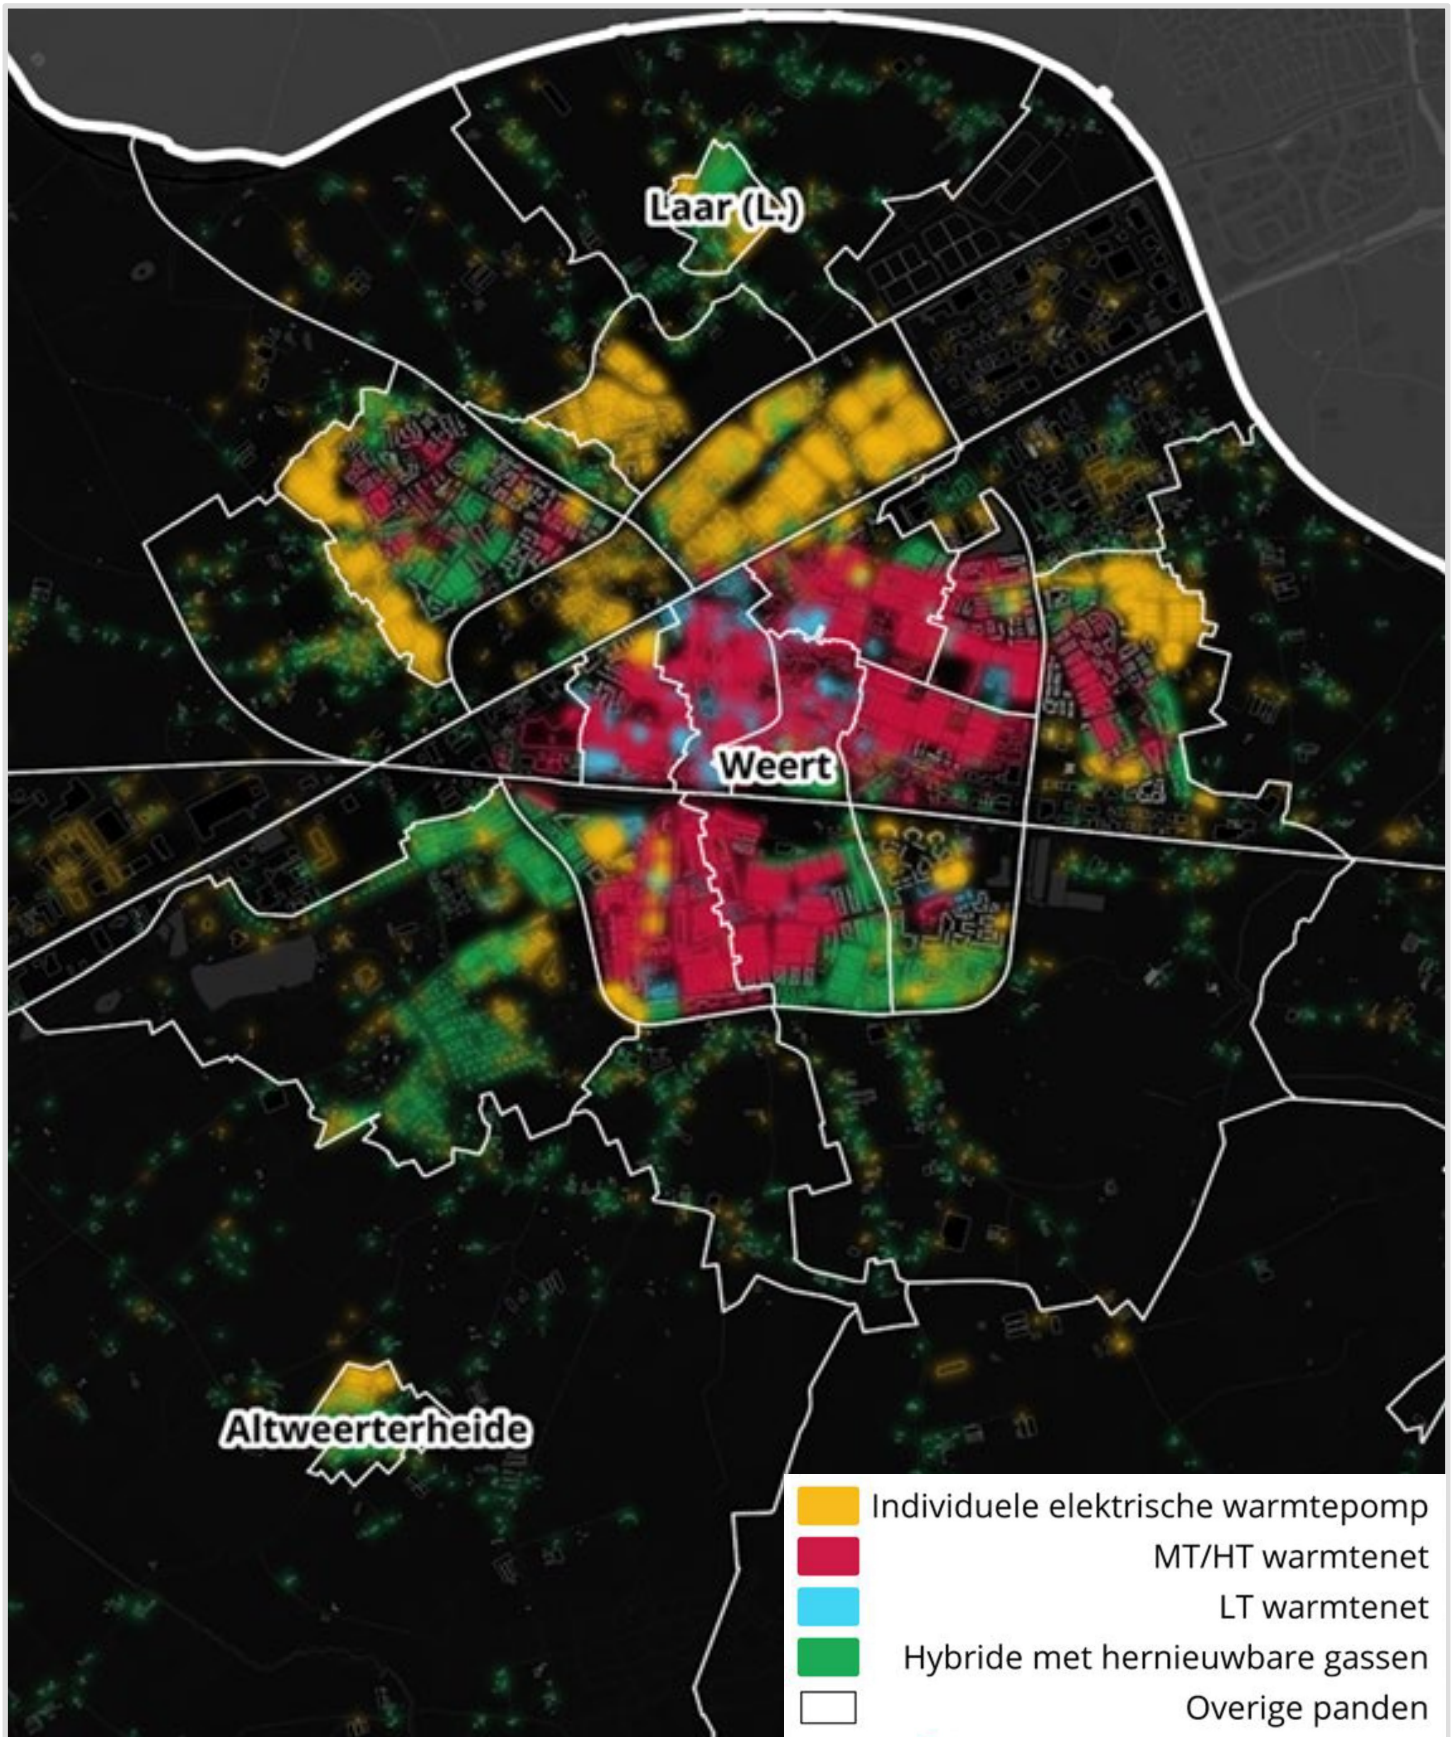 Laar (L.)
Weert
Altweerterheide
Individuele elektrische warmtepomp
MT/HT warmtenet
LT warmtenet
Hybride met hernieuwbare gassen
Overige panden